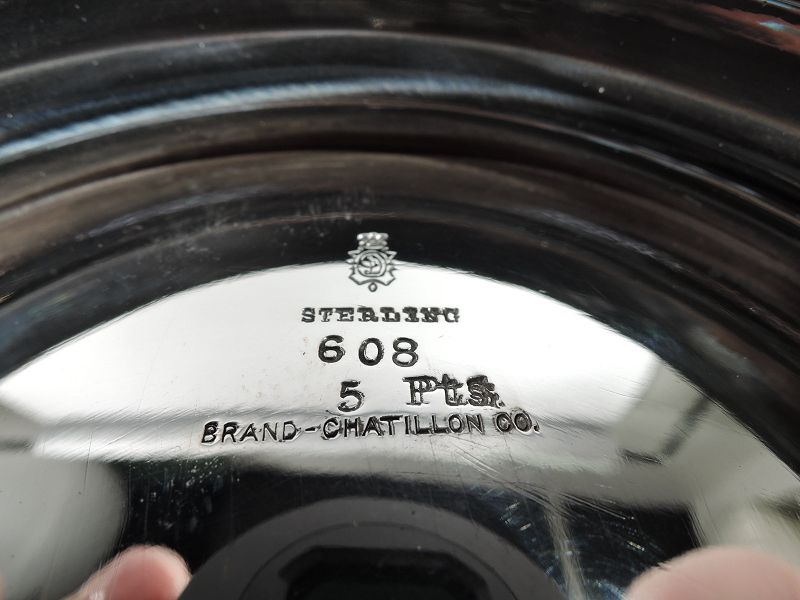 STERLING
608
5 Pts.
BRAND-CHATILLON CO.